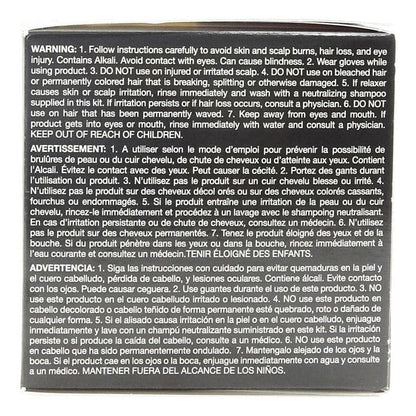 WARNING: 1. Follow instructions carefully to avoid skin and scalp burns, hair loss, and eye
injury. Contains Alkali. Avoid contact with eyes. Can cause blindness. 2. Wear gloves while
using product. 3. DO NOT use on injured or irritated scalp. 4. DO NOT use on bleached hair
or permanently colored hair that is breaking, splitting or otherwise damaged. 5. If relaxer
causes skin or scalp irritation, rinse immediately and wash with a neutralizing shampoo
supplied in this kit. If irritation persists or if hair loss occurs, consult a physician. 6. DO NOT
use on hair that has been permanently waved. 7. Keep away from eyes and mouth. If
product gets into eyes or mouth, rinse immediately with water and consult a physician.
KEEP OUT OF REACH OF CHILDREN.
AVERTISSEMENT: 1. A utiliser selon le mode d'emploi pour prévenir la possibilité de
brulûres de peau ou du cuir chevelu, de chute de cheveux ou d'atteinte aux yeux. Contient
l'Alcali. Évitez le contact avec des yeux. Peut causer la cécité. 2. Portez des gants durant
l'utilisation du produit. 3. N'utilisez pas le produit sur un cuir chevelu blesse ou irrité. 4.
N'utilisez pas le produit sur des cheveux décol orés ou sur des cheveux colorés cassants,
fourchus ou endommagés. 5. Si le produit entraîne une irritation de la peau ou du cuir
chevelu, rincez-le immédiatement et procédez à un lavage avec le shampoing neutralisant.
En cas d'irritation persistante ou de chute de cheveux, consultez un médecin. 6. N'utilisez
pas le produit sur des cheveux permanentés. 7. Tenez le produit éloigné des yeux et de la
bouche. Si du produit pénètre dans les yeux ou dans la bouche, rincez immédiatement à
l'eau courante et consultez un médecin.TENIR ÉLOIGNÉ DES ENFANTS.
ADVERTENCIA: 1. Siga las instrucciones con cuidado para evitar quemaduras en la piel y
el cuero cabelludo, pérdida de cabello, y lesiones oculares. Contiene álcali. Evite contacto
con los ojos. Puede causar ceguera. 2. Use guantes durante el uso de este producto. 3. NO
use este producto en el cuero cabelludo irritado o lesionado. 4. NO use este producto en
cabello decolorado o cabello teñido de forma permanente esté quebrado, roto o dañado de
cualquier forma. 5. Si el alisado causa irritación a la piel o en el cuero cabelludo, enjuague
inmediatamente y lave con un champú neutralizante suministrado en este kit. Si la irritación
persiste o si se produce la caída del cabello, consulte a un médico. 6. NO use este producto
en cabello que ha sido permanentemente ondulado. 7. Mantengalo alejado de los ojos y la
boca. Si el product cae en los ojos o la boca, enjuague inmediatamente con agua y consulte
a un médico. MANTENER FUERA DEL ALCANCE DE LOS NIÑOS.